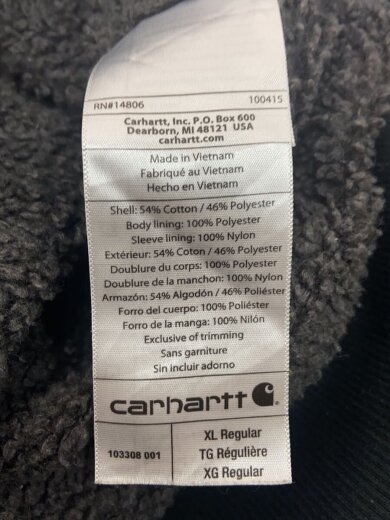 RN#14806 100415
Carhartt, Inc. P.O. Box 600
Dearborn, MI 48121 USA
carhartt.com
Made in Vietnam
Fabriqué au Vietnam
Hecho en Vietnam
Shell: 54% Cotton / 46% Polyester
Body lining: 100% Polyester
Sleeve lining: 100% Nylon
Extérieur: 54% Coton / 46% Polyester
Doublure du corps: 100% Polyester
Doublure de la manchon: 100% Nylon
Armazón: 54% Algodón / 46% Poliéster
Forro del cuerpo: 100% Poliéster
Forro de la manga: 100% Nilón
Exclusive of trimming
Sans garniture
Sin incluir adorno
carhartt
103308 001
XL Regular
TG Régulière
XG Regular